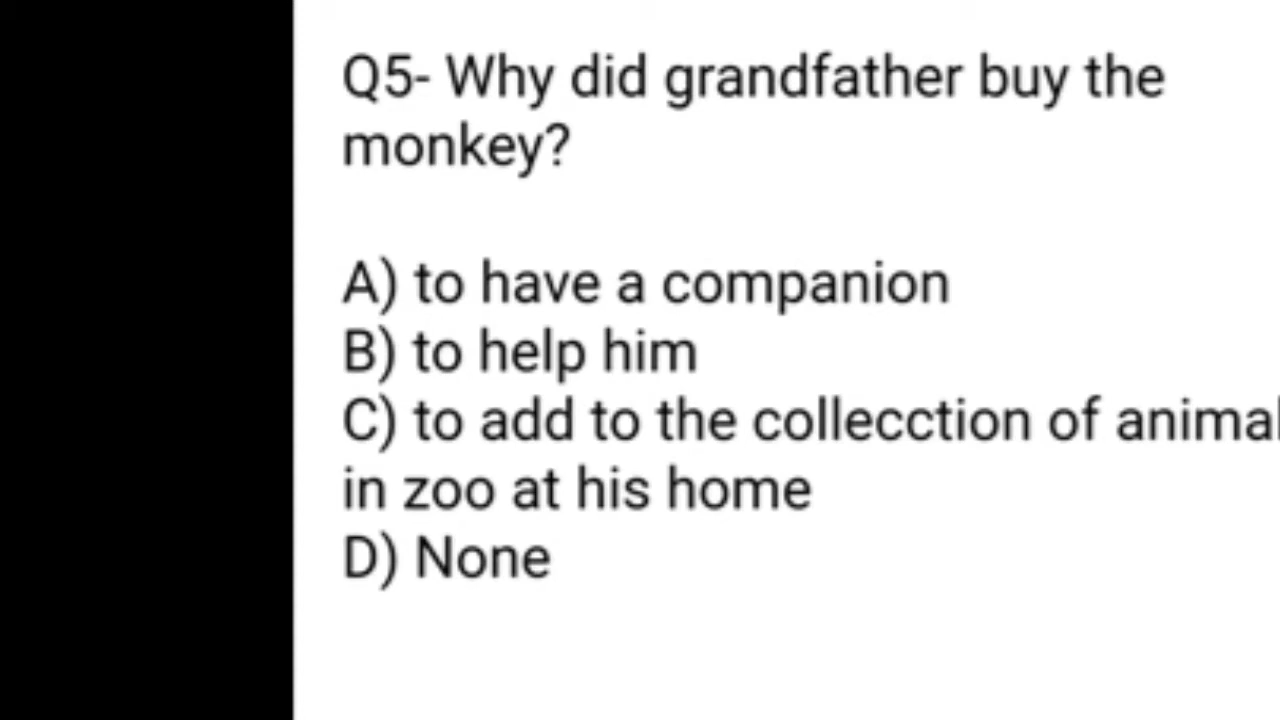 Q5- Why did grandfather buy the
monkey?
A) to have a companion
B) to help him
C) to add to the collecction of animal
in zoo at his home
D) None